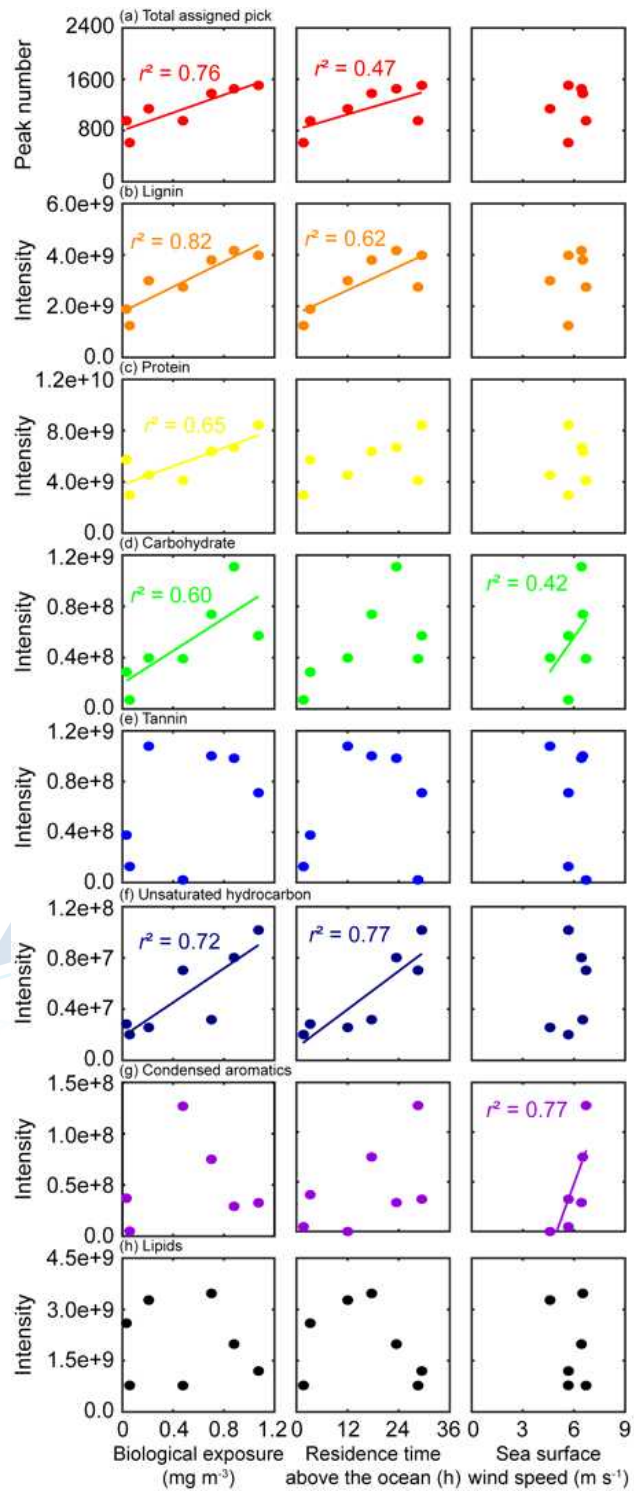 (a) Total assigned pick
2400
1600
800
0
Peak number
r² = 0.76
r² = 0.47
(b) Lignin
6.0e+9
4.0e+9
2.0e+9
0.0
Intensity
r² = 0.82
r² = 0.62
(c) Protein
1.2e+10
8.0e+9
4.0e+9
0.0
Intensity
r² = 0.65
(d) Carbohydrate
1.2e+9
0.8e+8
0.4e+8
0.0
Intensity
r² = 0.60
r² = 0.42
(e) Tannin
1.2e+9
0.8e+8
0.4e+8
0.0
Intensity
(f) Unsaturated hydrocarbon
1.2e+8
0.8e+7
0.4e+7
0.0
Intensity
r² = 0.72
r² = 0.77
(g) Condensed aromatics
1.5e+8
1.0e+8
0.5e+8
0.0
Intensity
r² = 0.77
(h) Lipids
4.5e+9
3.0e+9
1.5e+9
0.0
Intensity
0 0.4 0.8 1.2 0 12 24 36 0 3 6 9
Biological exposure Residence time Sea surface
(mg m⁻³) above the ocean (h) wind speed (m s⁻¹)